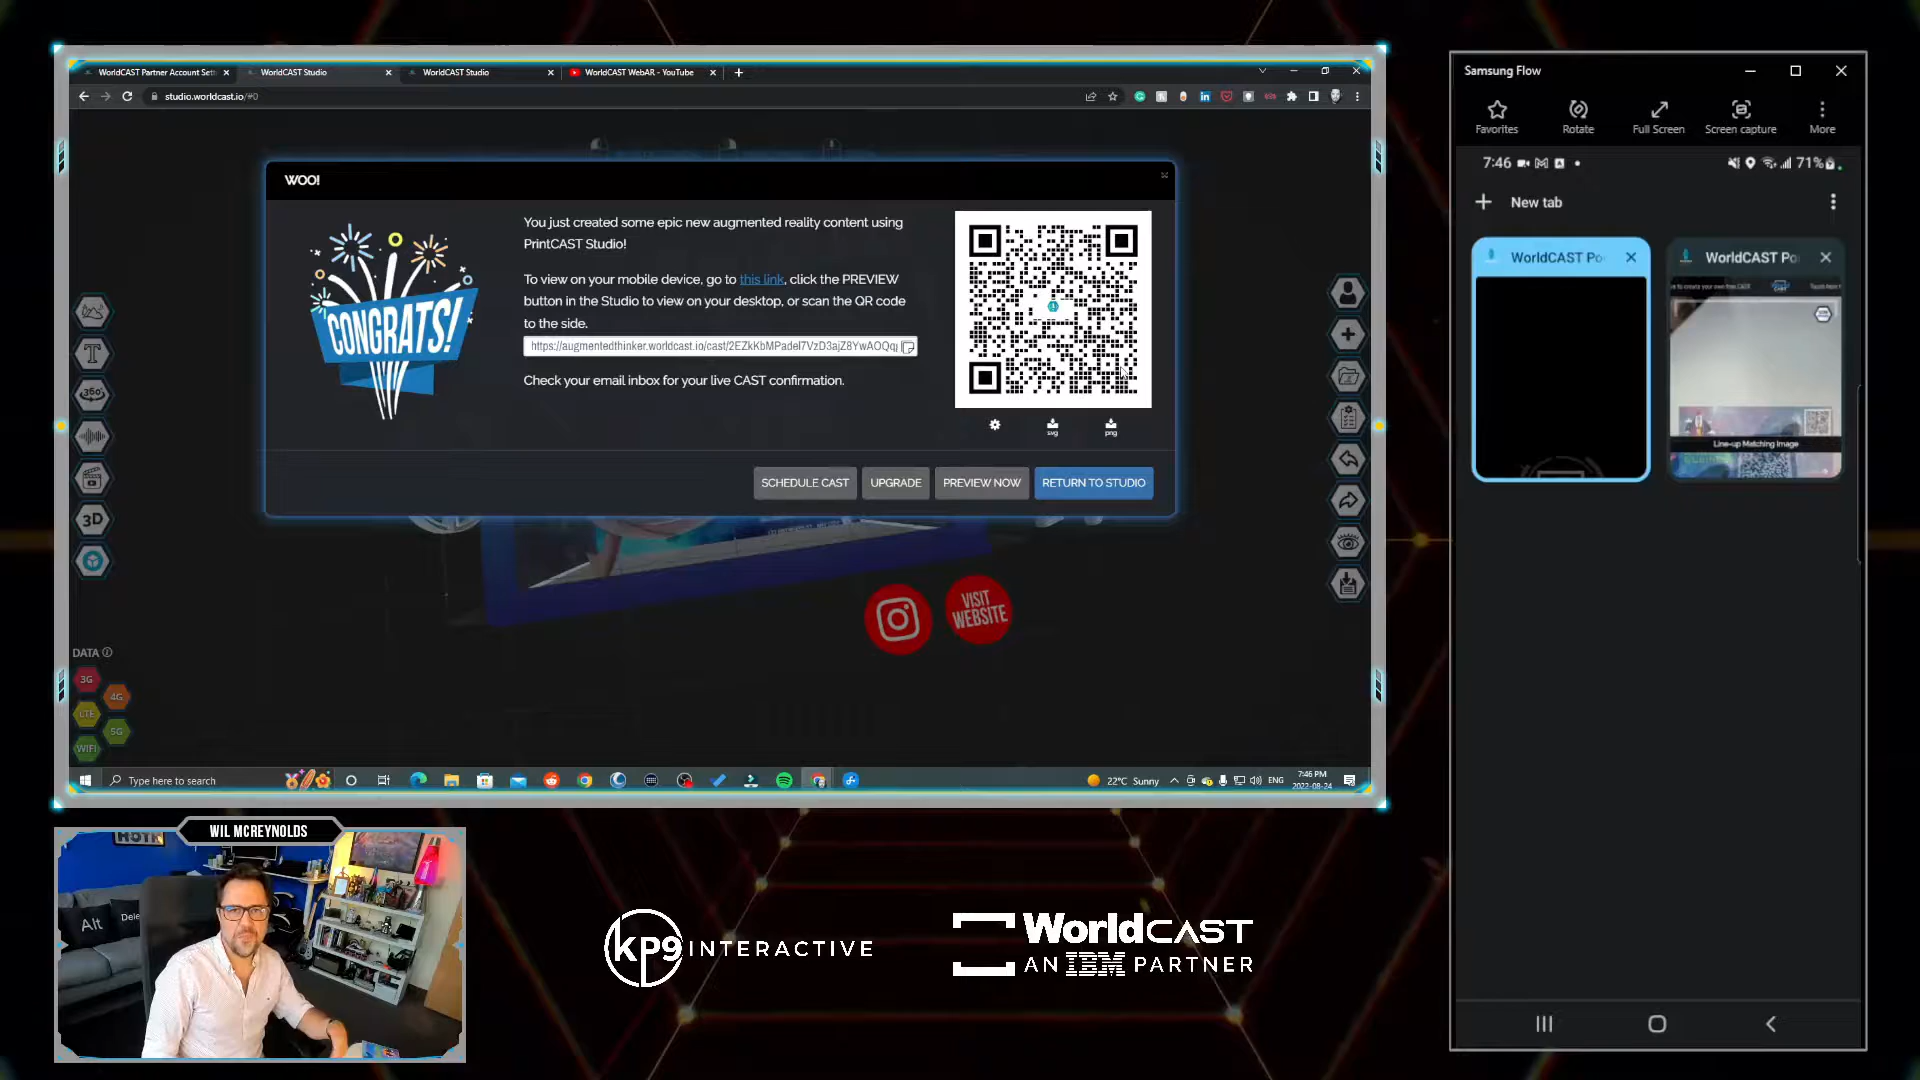 WorldCAST Partner Account Sett
WorldCAST Studio
WorldCAST Studio
WorldCAST WebAR - YouTube
studio.worldcast.io/#0
WOO!
CONGRATS!
You just created some epic new augmented reality content using
PrintCAST Studio!
To view on your mobile device, go to this link, click the PREVIEW
button in the Studio to view on your desktop, or scan the QR code
to the side.
Check your email inbox for your live CAST confirmation.
svg
png
SCHEDULE CAST
UPGRADE
PREVIEW NOW
RETURN TO STUDIO
T
360°
3D
VISIT
WEBSITE
DATA
3G
4G
LTE
5G
WIFI
Type here to search
22°C Sunny
ENG
7:46 PM
2022-08-24
Samsung Flow
Favorites
Rotate
Full Screen
Screen capture
More
7:46
71%
New tab
WorldCAST Po
WorldCAST Po
Line-up Matching Image
WIL MCREYNOLDS
Alt
Dele
KP9 INTERACTIVE
WorldCAST
AN IBM PARTNER